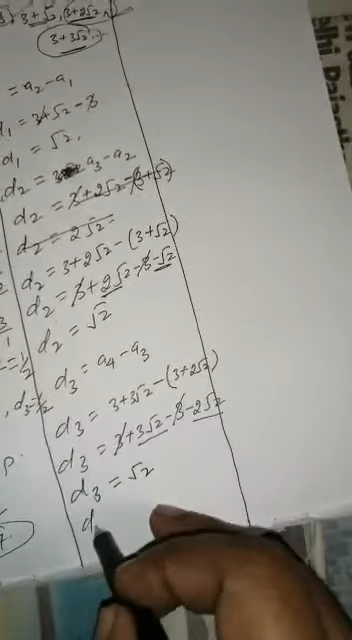 3+√2, 3+2√2,
3+3√2 ...
= a2 - a1
d1 = 3+√2 - 3
d1 = √2,
d2 = a3 - a2
d2 = 3+2√2 - (3+√2)
d2 = 2√2 =
d2 = 3+2√2 - (3+√2)
d2 = 3+2√2 - 3 - √2
d2 = √2
d3 = a4 - a3
d3 = 3+3√2 - (3+2√2)
d3 = 3+3√2 - 3 - 2√2
d3 = √2
d